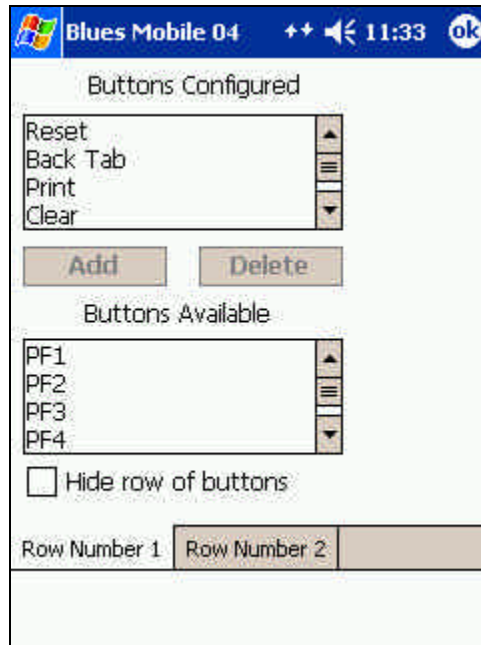 Blues Mobile 04 11:33 ok
Buttons Configured
Reset
Back Tab
Print
Clear
Add Delete
Buttons Available
PF1
PF2
PF3
PF4
Hide row of buttons
Row Number 1 Row Number 2